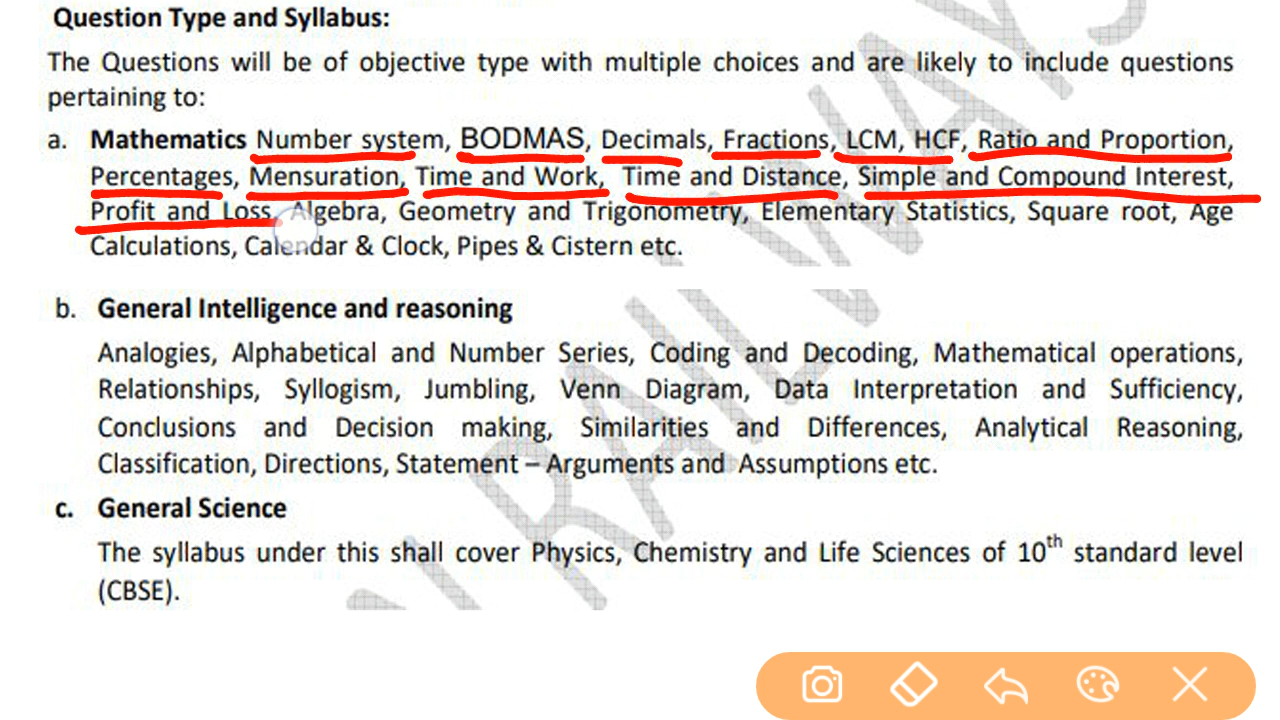 Question Type and Syllabus:
The Questions will be of objective type with multiple choices and are likely to include questions
pertaining to:
a. Mathematics Number system, BODMAS, Decimals, Fractions, LCM, HCF, Ratio and Proportion,
Percentages, Mensuration, Time and Work, Time and Distance, Simple and Compound Interest,
Profit and Loss, Algebra, Geometry and Trigonometry, Elementary Statistics, Square root, Age
Calculations, Calendar & Clock, Pipes & Cistern etc.
b. General Intelligence and reasoning
Analogies, Alphabetical and Number Series, Coding and Decoding, Mathematical operations,
Relationships, Syllogism, Jumbling, Venn Diagram, Data Interpretation and Sufficiency,
Conclusions and Decision making, Similarities and Differences, Analytical Reasoning,
Classification, Directions, Statement – Arguments and Assumptions etc.
c. General Science
The syllabus under this shall cover Physics, Chemistry and Life Sciences of 10th standard level
(CBSE).
N RAILWAYS